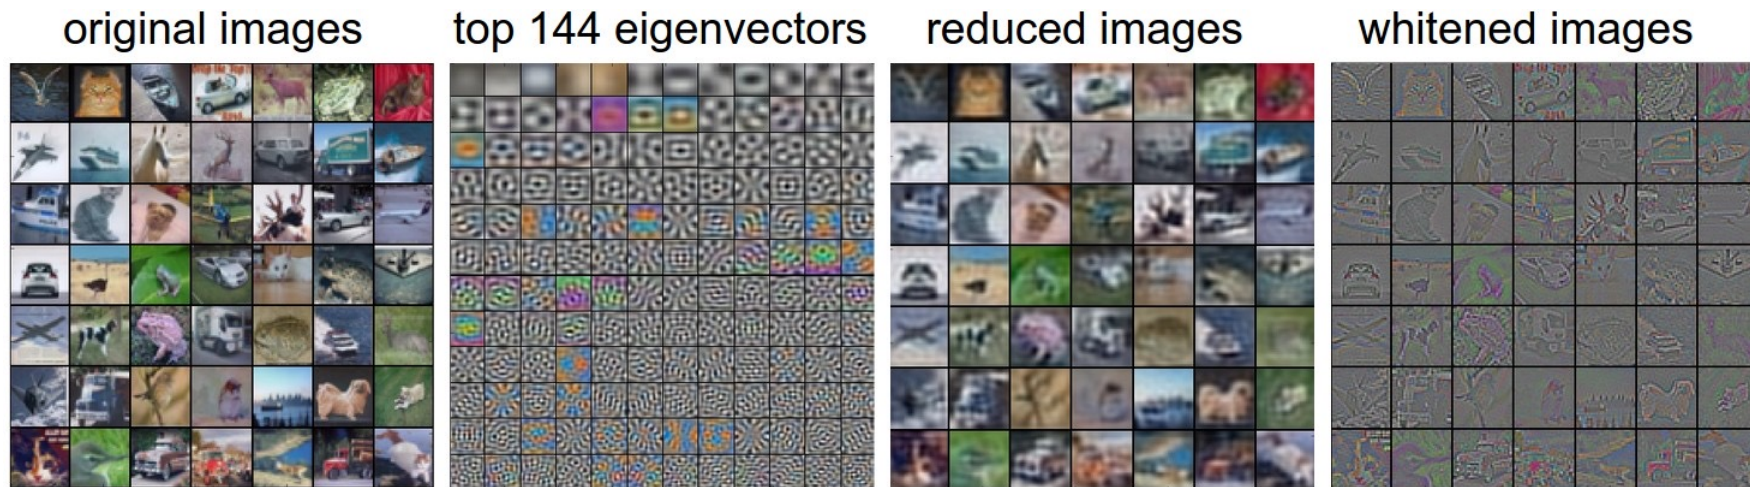 original images
top 144 eigenvectors
reduced images
whitened images